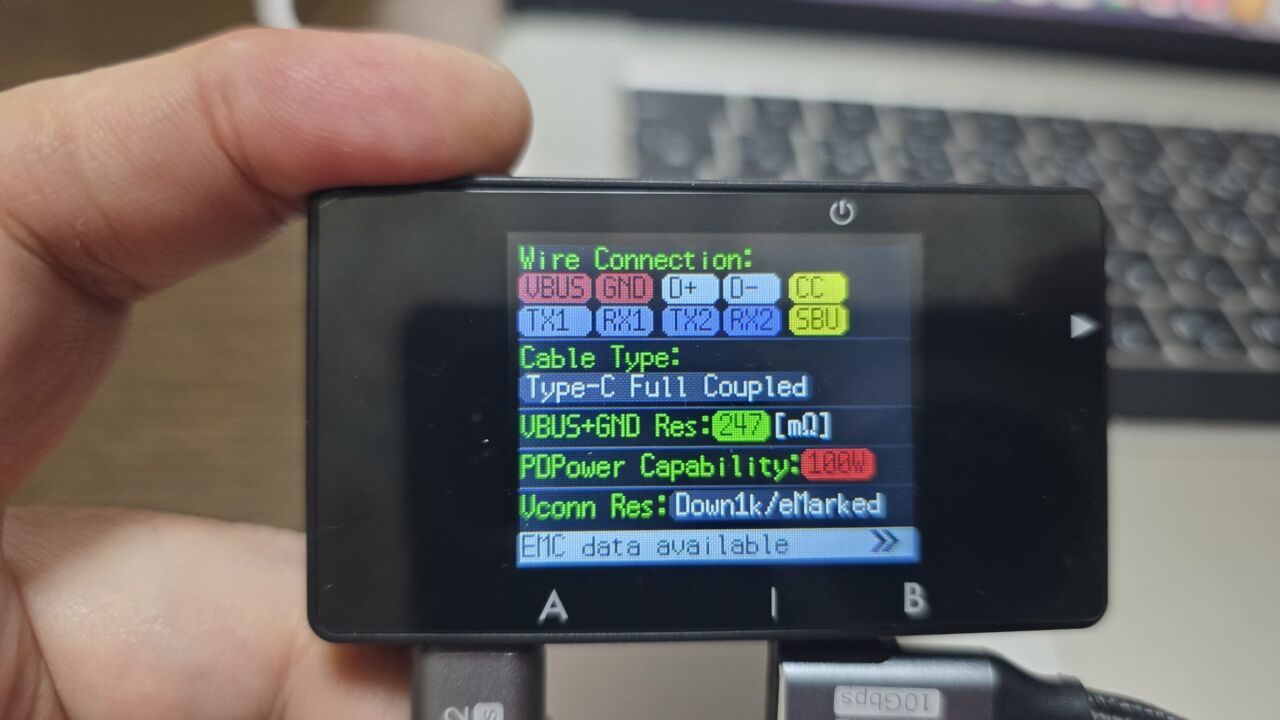 Wire Connection:
VBUS GND D+ D- CC
TX1 RX1 TX2 RX2 SBU
Cable Type:
Type-C Full Coupled
VBUS+GND Res: 247 [mΩ]
PDPower Capability: 100W
Vconn Res: Down1k/eMarked
EMC data available >>
A | B
2
s
10Gbps